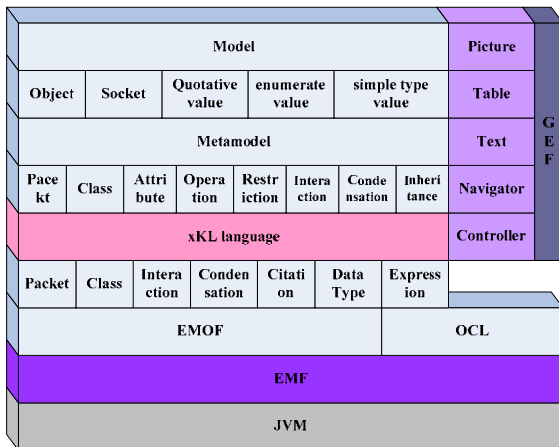 Model
Picture
Object
Socket
Quotative
value
enumerate
value
simple type
value
Table
G
E
F
Metamodel
Text
Pace
kt
Class
Attri
bute
Opera
tion
Restr
iction
Intera
ction
Cond
ensation
Inheri
tance
Navigator
xKL language
Controller
Packet
Class
Intera
ction
Conden
sation
Citati
on
Data
Type
Express
ion
EMOF
OCL
EMF
JVM